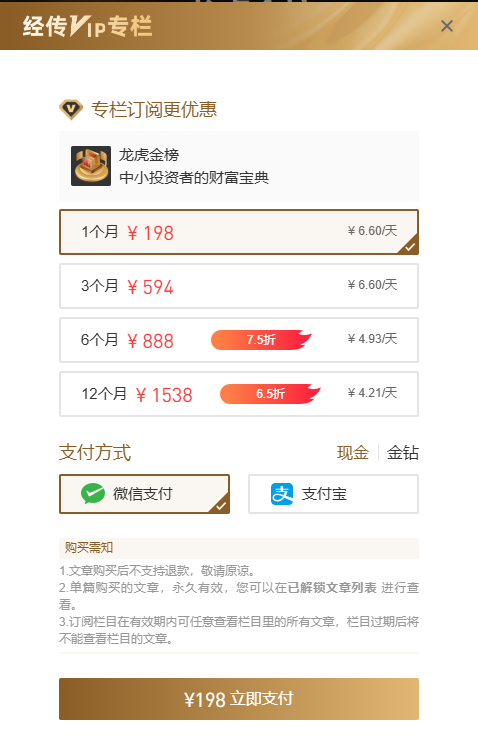 经传Vip专栏
专栏订阅更优惠
龙虎金榜
中小投资者的财富宝典
1个月 ¥ 198 ¥ 6.60/天
3个月 ¥ 594 ¥ 6.60/天
6个月 ¥ 888 7.5折 ¥ 4.93/天
12个月 ¥ 1538 6.5折 ¥ 4.21/天
支付方式 现金 金钻
微信支付 支付宝
购买需知
1.文章购买后不支持退款，敬请原谅。
2.单篇购买的文章，永久有效，您可以在已解锁文章列表 进行查
看。
3.订阅栏目在有效期内可任意查看栏目里的所有文章，栏目过期后将
不能查看栏目的文章。
¥198 立即支付